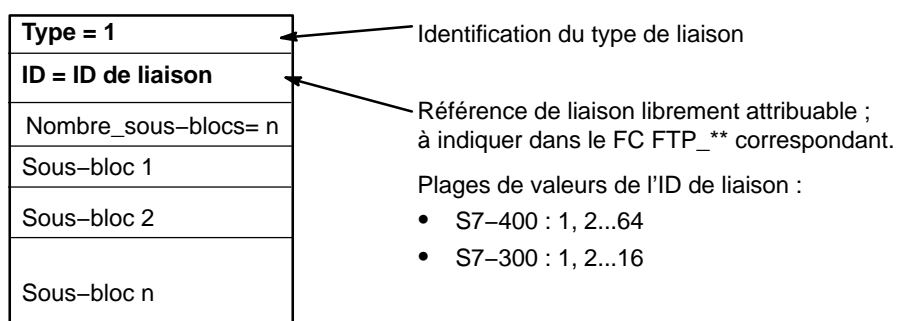 Type = 1
Identification du type de liaison
ID = ID de liaison
Référence de liaison librement attribuable ;
à indiquer dans le FC FTP_** correspondant.
Nombre_sous−blocs= n
Sous−bloc 1
Plages de valeurs de l'ID de liaison :
Sous−bloc 2
• S7−400 : 1, 2...64
• S7−300 : 1, 2...16
Sous−bloc n